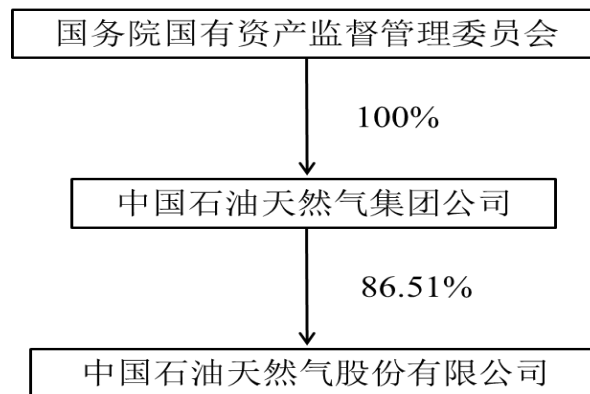 国务院国有资产监督管理委员会
100%
中国石油天然气集团公司
86.51%
中国石油天然气股份有限公司